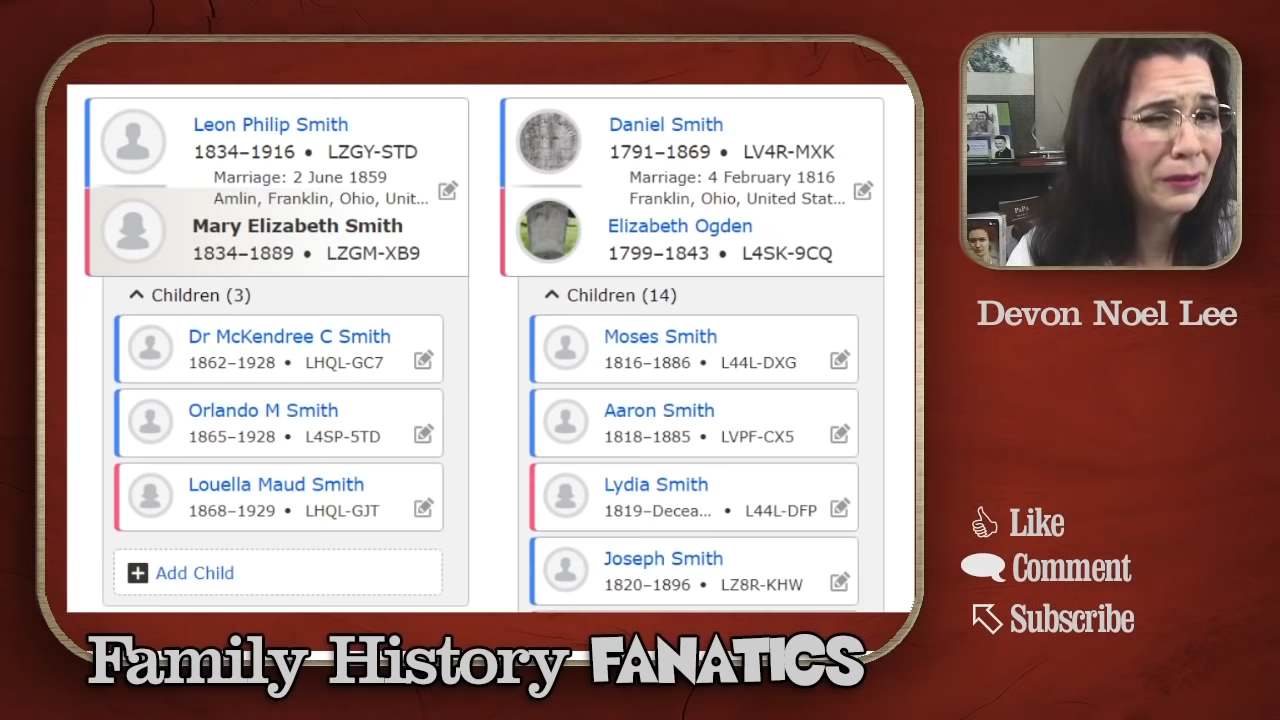 Leon Philip Smith
1834–1916 • LZGY-STD
Marriage: 2 June 1859
Amlin, Franklin, Ohio, Unit...
Mary Elizabeth Smith
1834–1889 • LZGM-XB9
Children (3)
Dr McKendree C Smith
1862–1928 • LHQL-GC7
Orlando M Smith
1865–1928 • L4SP-5TD
Louella Maud Smith
1868–1929 • LHQL-GJT
Add Child
Daniel Smith
1791–1869 • LV4R-MXK
Marriage: 4 February 1816
Franklin, Ohio, United Stat...
Elizabeth Ogden
1799–1843 • L4SK-9CQ
Children (14)
Moses Smith
1816–1886 • L44L-DXG
Aaron Smith
1818–1885 • LVPF-CX5
Lydia Smith
1819–Decea... • L44L-DFP
Joseph Smith
1820–1896 • LZ8R-KHW
Devon Noel Lee
Like
Comment
Subscribe
Family History FANATICS